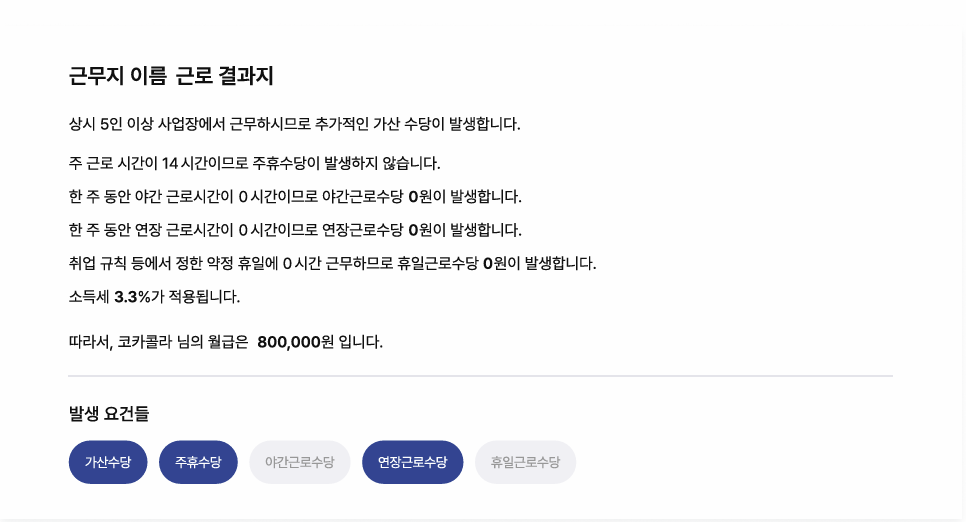 근무지 이름 근로 결과지
상시 5인 이상 사업장에서 근무하시므로 추가적인 가산 수당이 발생합니다.
주 근로 시간이 14 시간이므로 주휴수당이 발생하지 않습니다.
한 주 동안 야간 근로시간이 0 시간이므로 야간근로수당 0원이 발생합니다.
한 주 동안 연장 근로시간이 0 시간이므로 연장근로수당 0원이 발생합니다.
취업 규칙 등에서 정한 약정 휴일에 0 시간 근무하므로 휴일근로수당 0원이 발생합니다.
소득세 3.3%가 적용됩니다.
따라서, 코카콜라 님의 월급은 800,000원 입니다.
발생 요건들
가산수당 주휴수당 야간근로수당 연장근로수당 휴일근로수당